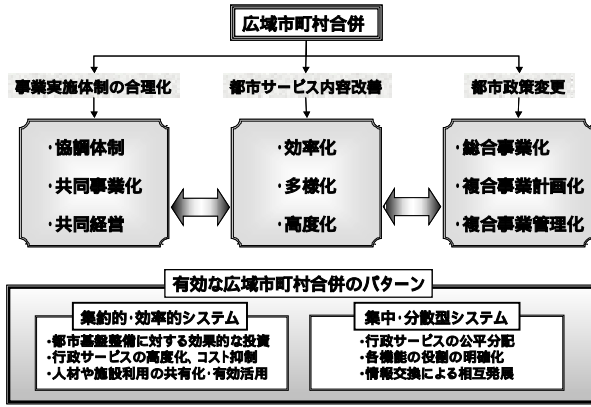 広域市町村合併
事業実施体制の合理化
都市サービス内容改善
都市政策変更
・協調体制
・共同事業化
・共同経営
・効率化
・多様化
・高度化
・総合事業化
・複合事業計画化
・複合事業管理化
有効な広域市町村合併のパターン
集約的・効率的システム
・都市基盤整備に対する効果的な投資
・行政サービスの高度化、コスト抑制
・人材や施設利用の共有化・有効活用
集中・分散型システム
・行政サービスの公平分配
・各機能の役割の明確化
・情報交換による相互発展